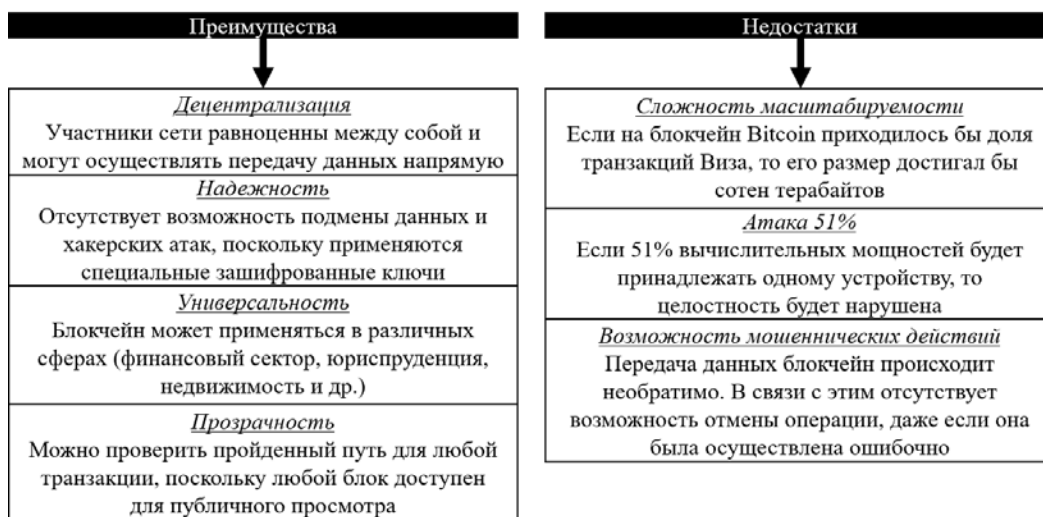 Преимущества
Децентрализация
Участники сети равноценны между собой и
могут осуществлять передачу данных напрямую
Надежность
Отсутствует возможность подмены данных и
хакерских атак, поскольку применяются
специальные зашифрованные ключи
Универсальность
Блокчейн может применяться в различных
сферах (финансовый сектор, юриспруденция,
недвижимость и др.)
Прозрачность
Можно проверить пройденный путь для любой
транзакции, поскольку любой блок доступен
для публичного просмотра
Недостатки
Сложность масштабируемости
Если на блокчейн Bitcoin приходилось бы доля
транзакций Виза, то его размер достигал бы
сотен терабайтов
Атака 51%
Если 51% вычислительных мощностей будет
принадлежать одному устройству, то
целостность будет нарушена
Возможность мошеннических действий
Передача данных блокчейн происходит
необратимо. В связи с этим отсутствует
возможность отмены операции, даже если она
была осуществлена ошибочно